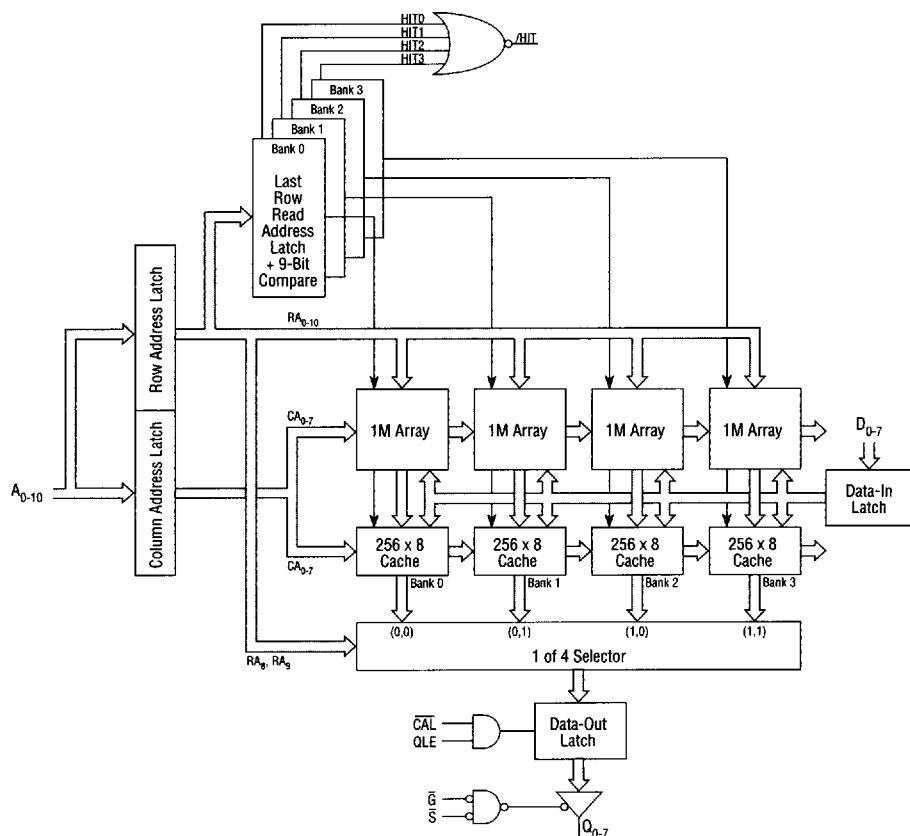 HIT0
HIT1
HIT2
HIT3
/HIT
Bank 3
Bank 2
Bank 1
Bank 0
Last
Row
Read
Address
Latch
+ 9-Bit
Compare
Row Address Latch
Column Address Latch
A0-10
RA0-10
CA0-7
1M Array
1M Array
1M Array
1M Array
D0-7
Data-In
Latch
CA0-7
256 x 8
Cache
256 x 8
Cache
256 x 8
Cache
256 x 8
Cache
Bank 0
Bank 1
Bank 2
Bank 3
(0,0)
(0,1)
(1,0)
(1,1)
RA8, RA9
1 of 4 Selector
CAL
QLE
Data-Out
Latch
G
S
Q0-7